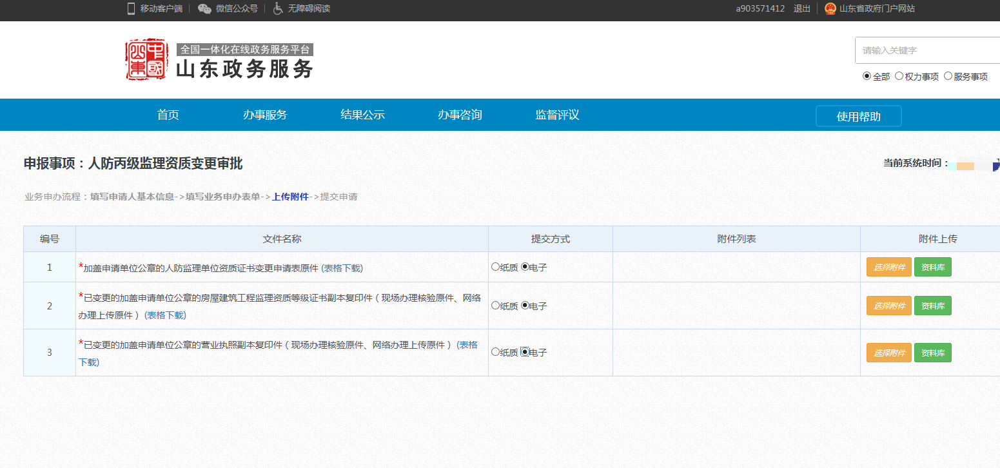 移动客户端 微信公众号 无障碍阅读 a903571412 退出 山东省政府门户网站
中国山东
全国一体化在线政务服务平台
山东政务服务
请输入关键字
全部 权力事项 服务事项
首页 办事服务 结果公示 办事咨询 监督评议 使用帮助
申报事项：人防丙级监理资质变更审批 当前系统时间：
业务申办流程：填写申请人基本信息->填写业务申办表单->上传附件->提交申请
编号 文件名称 提交方式 附件列表 附件上传
1 *加盖申请单位公章的人防监理单位资质证书变更申请表原件 (表格下载) 纸质 电子 选择附件 资料库
2 *已变更的加盖申请单位公章的房屋建筑工程监理资质等级证书副本复印件（现场办理核验原件、网络 纸质 电子 选择附件 资料库
办理上传原件） (表格下载)
3 *已变更的加盖申请单位公章的营业执照副本复印件（现场办理核验原件、网络办理上传原件） (表格 纸质 电子 选择附件 资料库
下载)